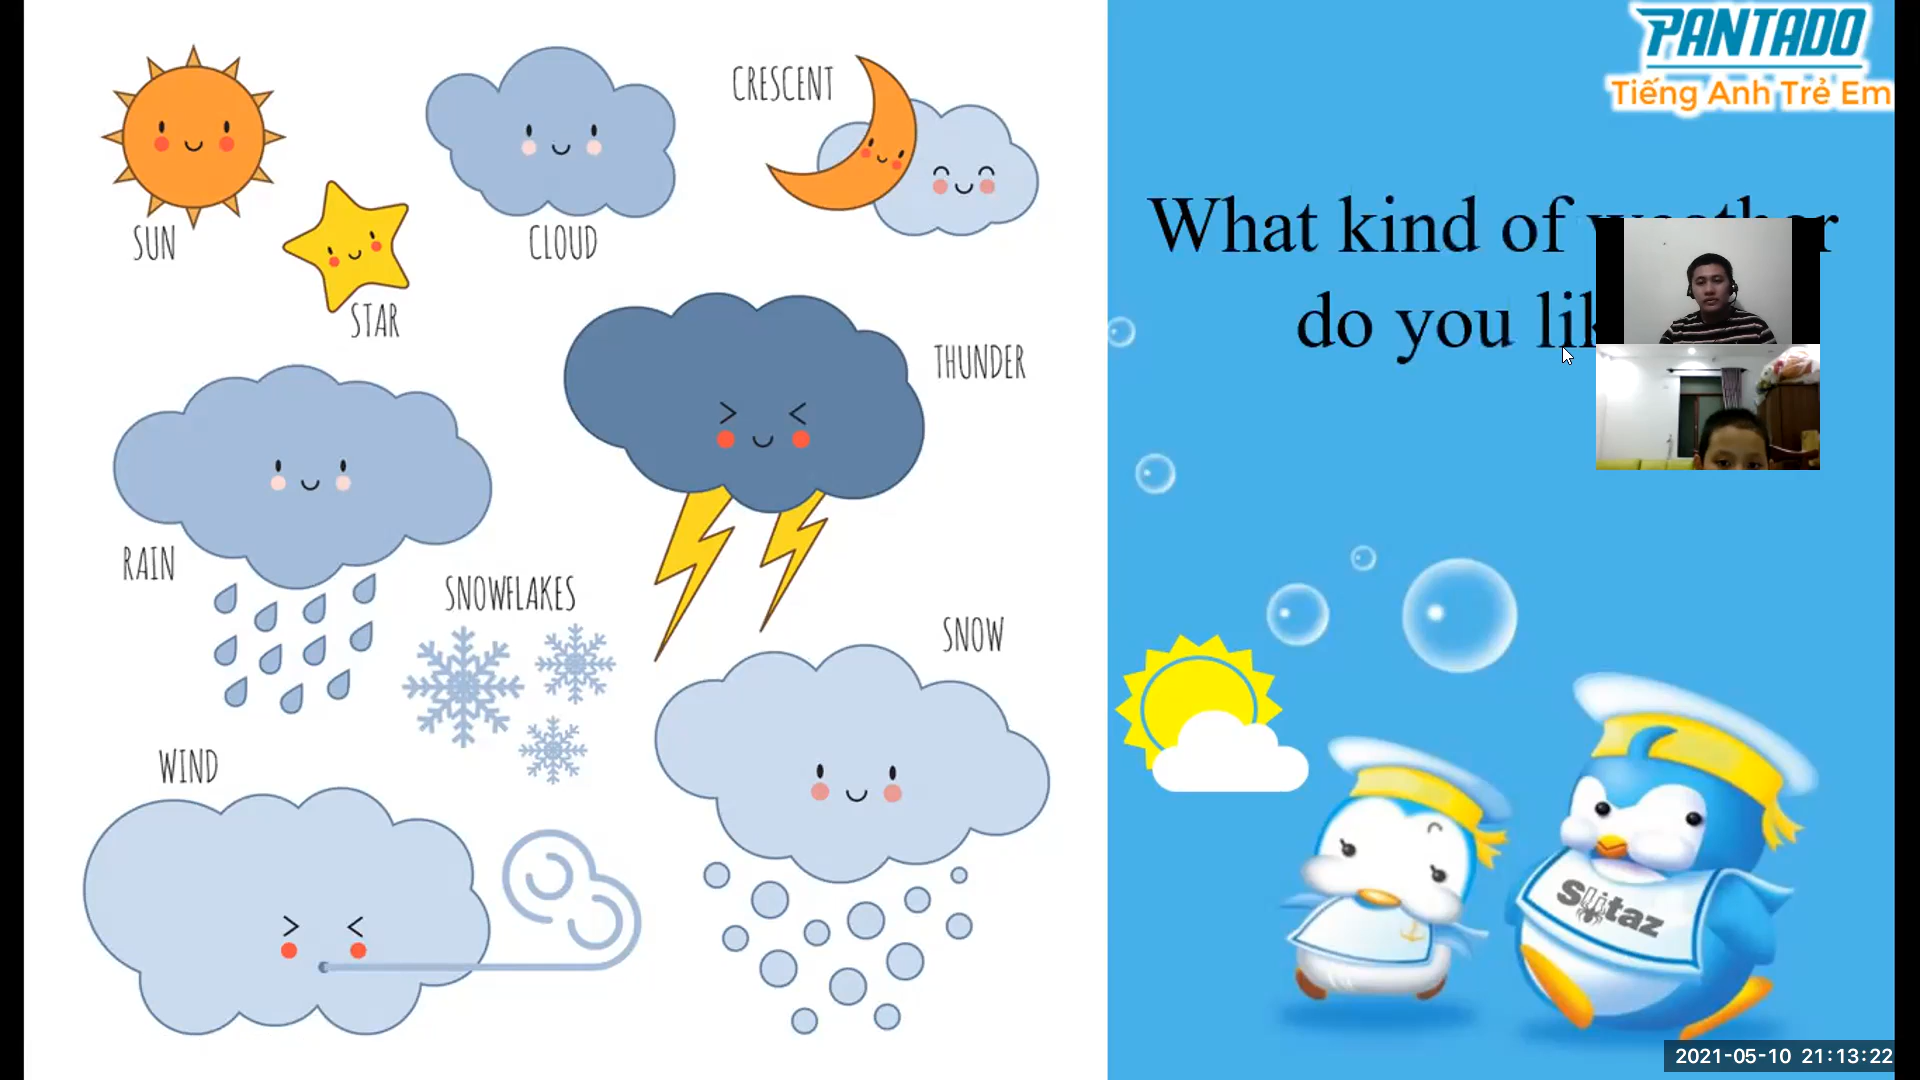 SUN
STAR
CLOUD
CRESCENT
THUNDER
RAIN
SNOWFLAKES
SNOW
WIND
PANTADO
Tiếng Anh Trẻ Em
What kind of
do you
Slitaz
2021-05-10 21:13:22